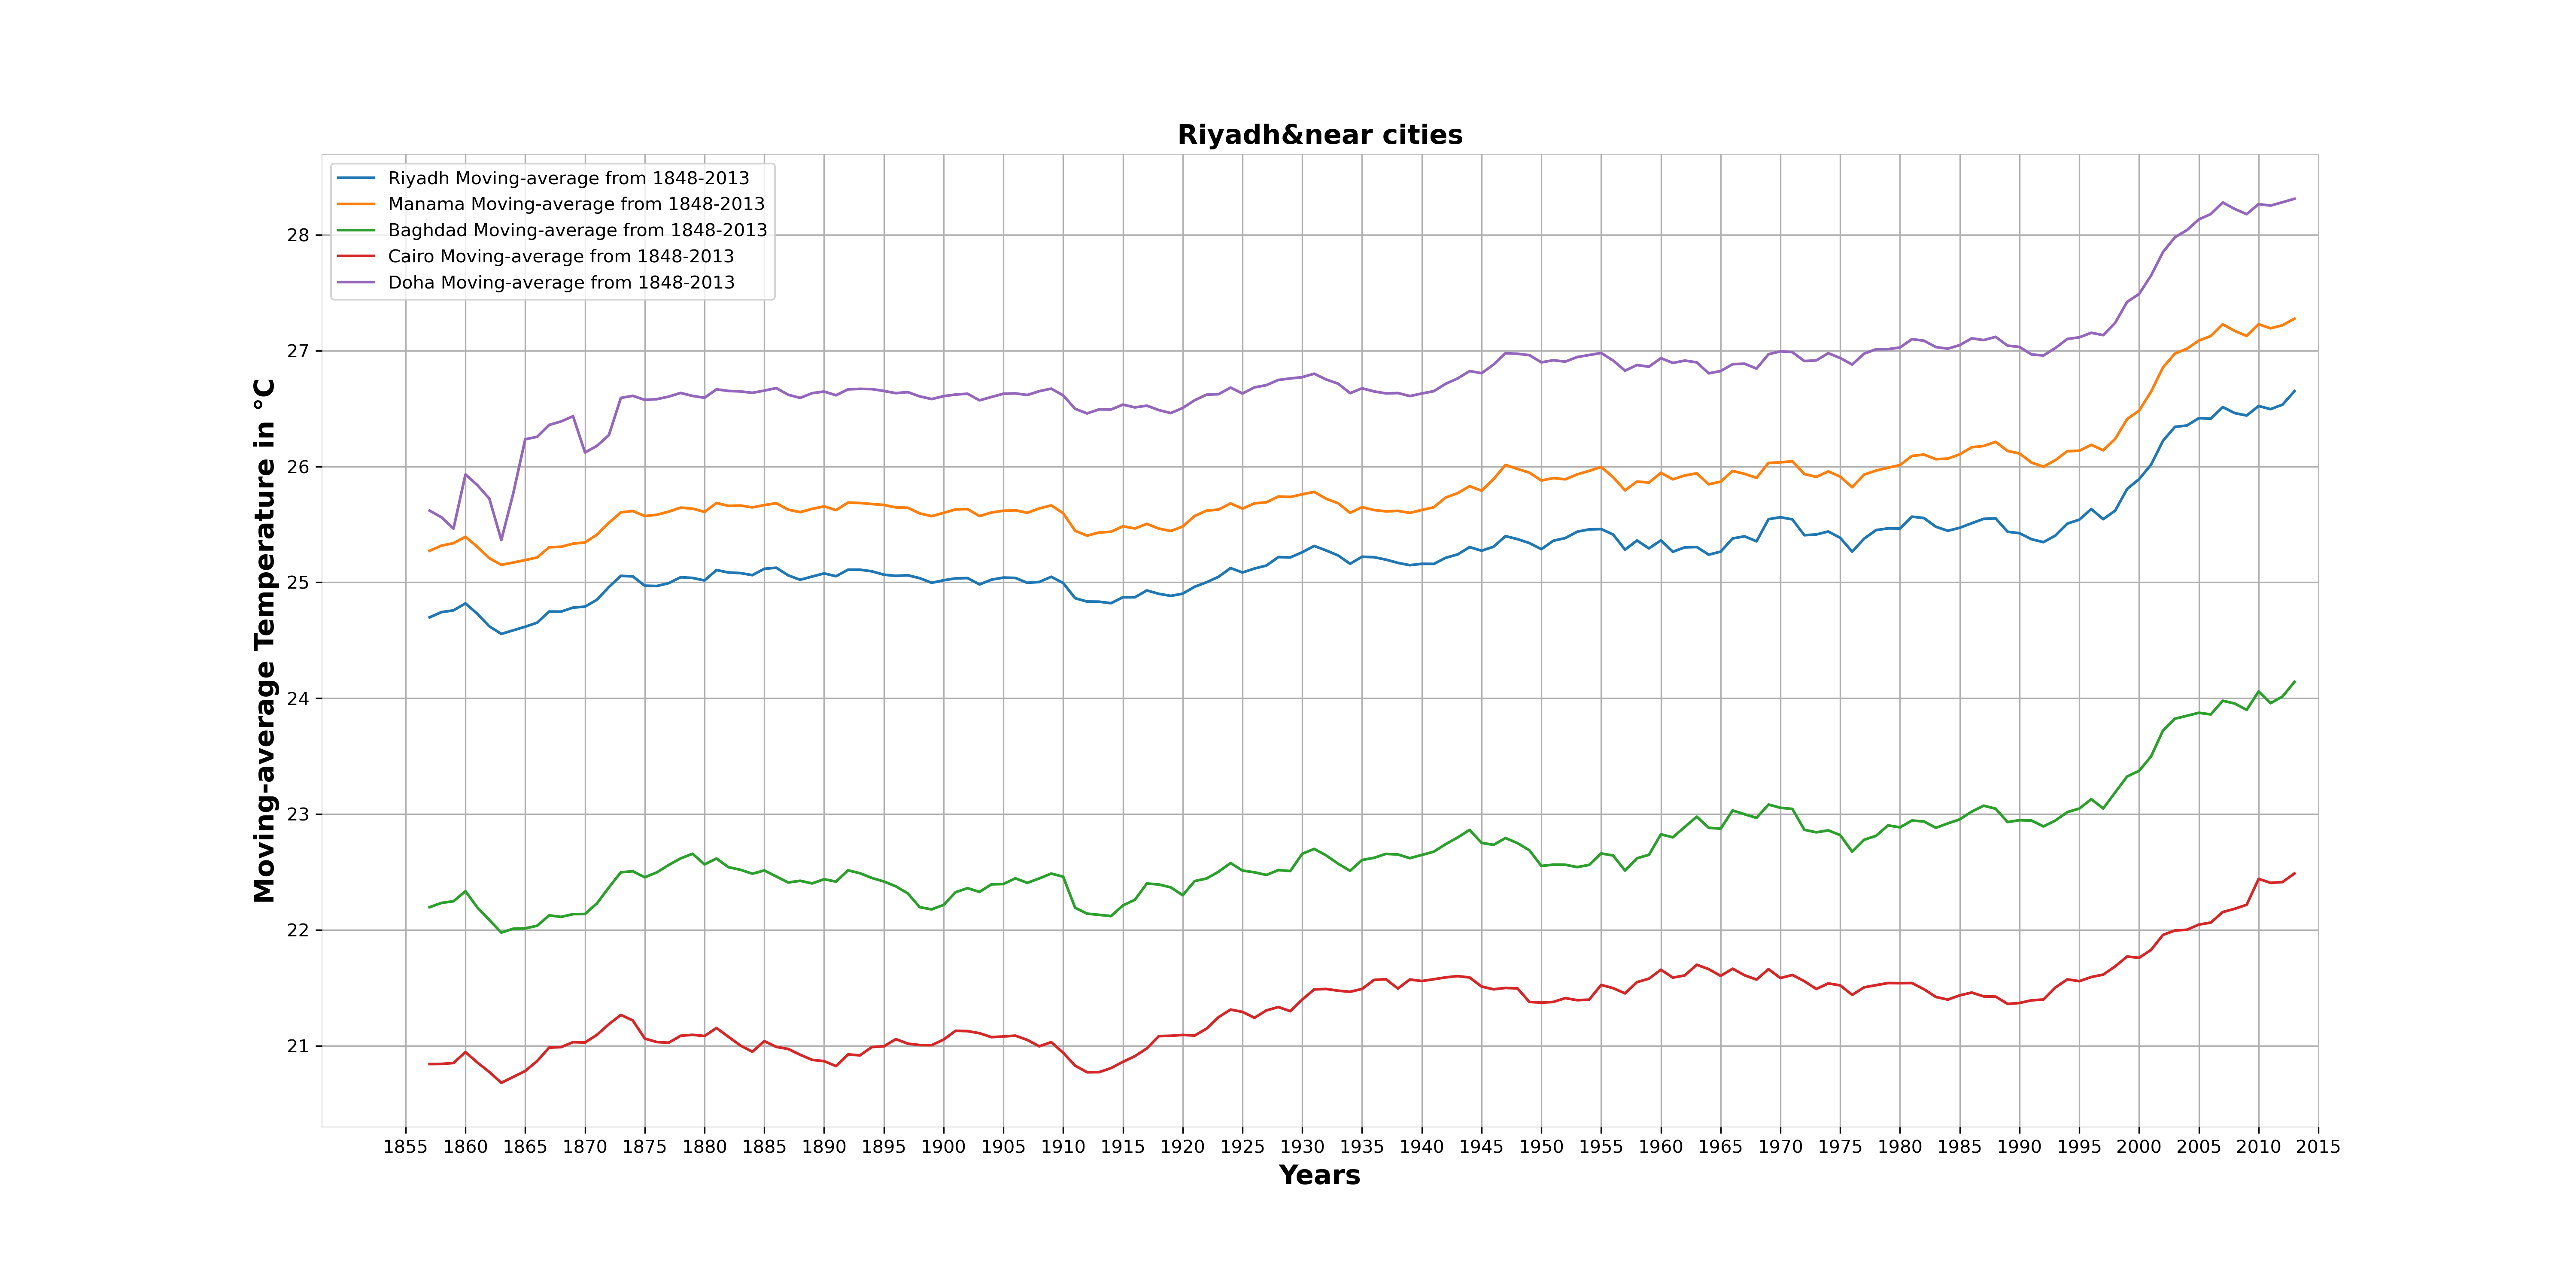 Riyadh&near cities
Riyadh Moving-average from 1848-2013
Manama Moving-average from 1848-2013
Baghdad Moving-average from 1848-2013
Cairo Moving-average from 1848-2013
Doha Moving-average from 1848-2013
Moving-average Temperature in °C
28
27
26
25
24
23
22
21
1855 1860 1865 1870 1875 1880 1885 1890 1895 1900 1905 1910 1915 1920 1925 1930 1935 1940 1945 1950 1955 1960 1965 1970 1975 1980 1985 1990 1995 2000 2005 2010 2015
Years